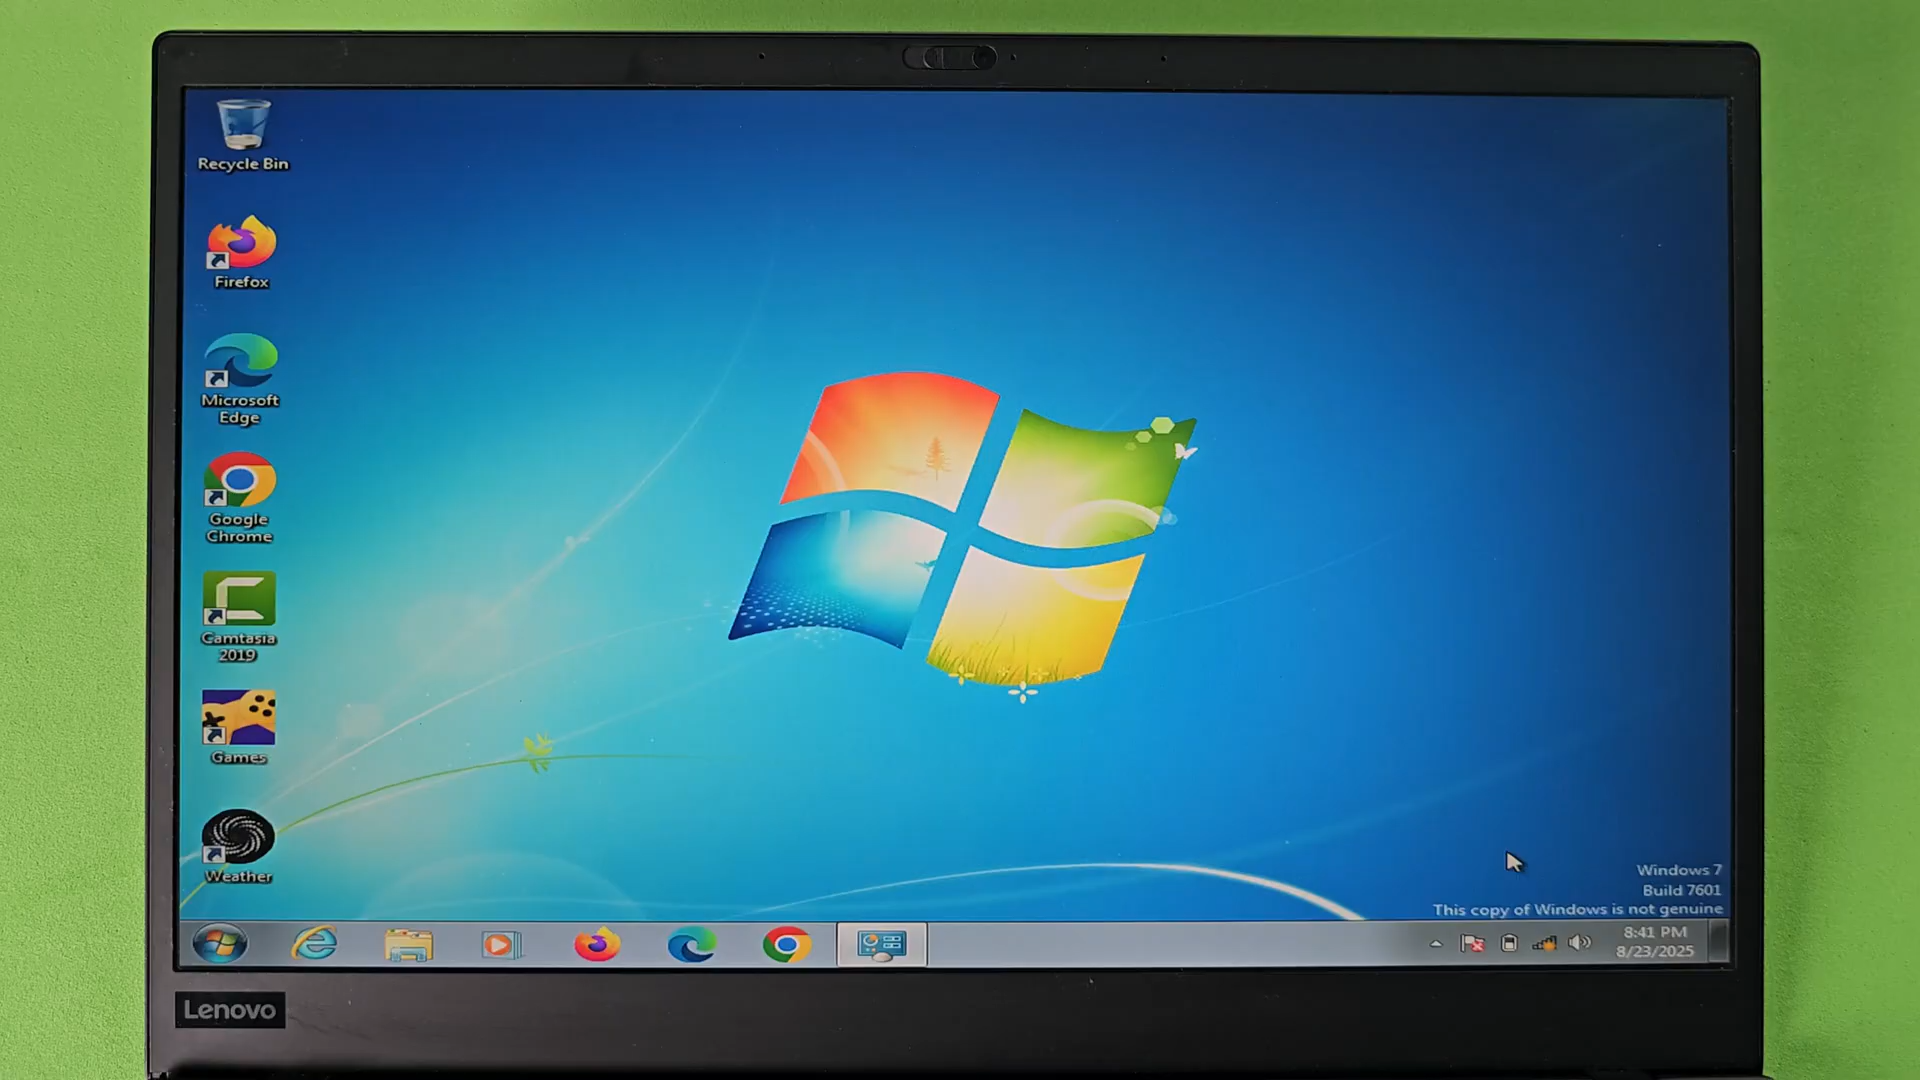 Recycle Bin
Firefox
Microsoft
Edge
Google
Chrome
Camtasia
2019
Games
Weather
Windows 7
Build 7601
This copy of Windows is not genuine
8:41 PM
8/23/2025
Lenovo